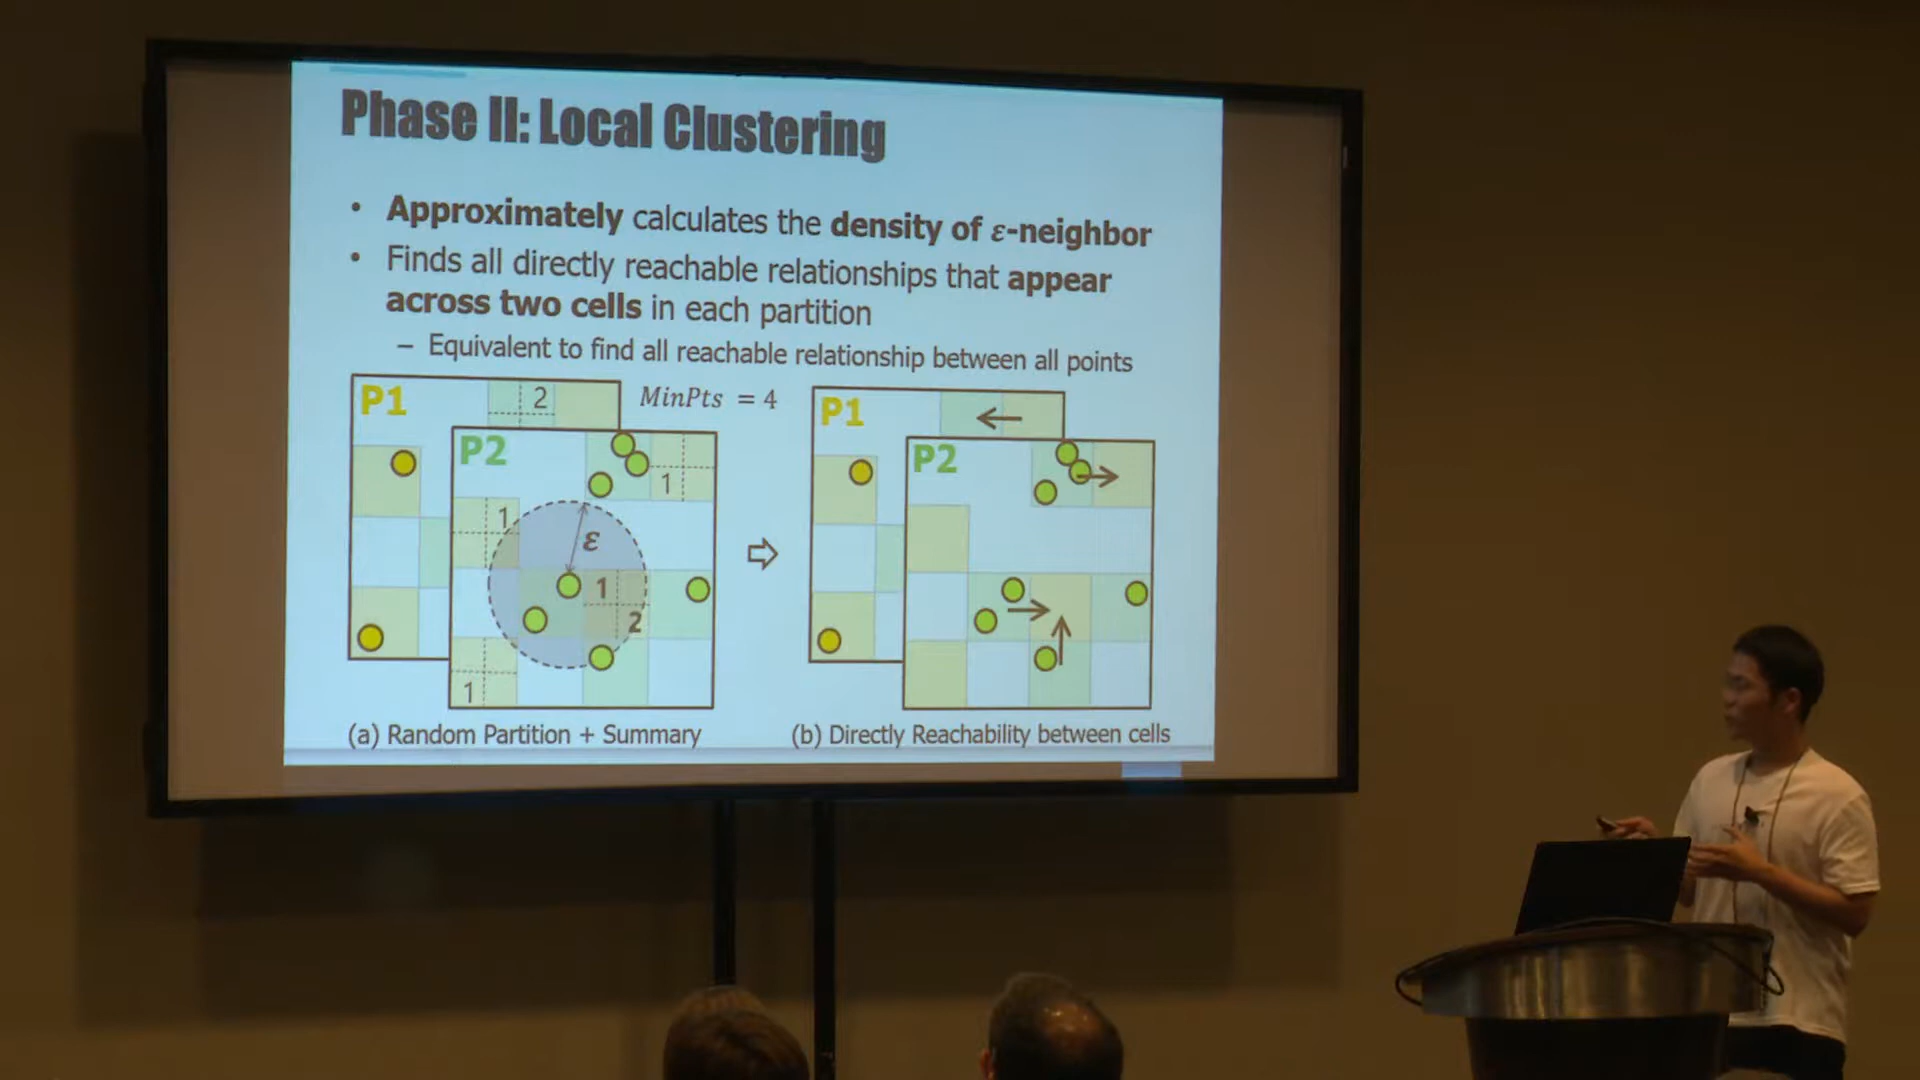 Phase II: Local Clustering
• Approximately calculates the density of ε-neighbor
• Finds all directly reachable relationships that appear
across two cells in each partition
– Equivalent to find all reachable relationship between all points
P1
2
MinPts = 4
P2
1
1
ε
1
2
1
P1
P2
(a) Random Partition + Summary
(b) Directly Reachability between cells